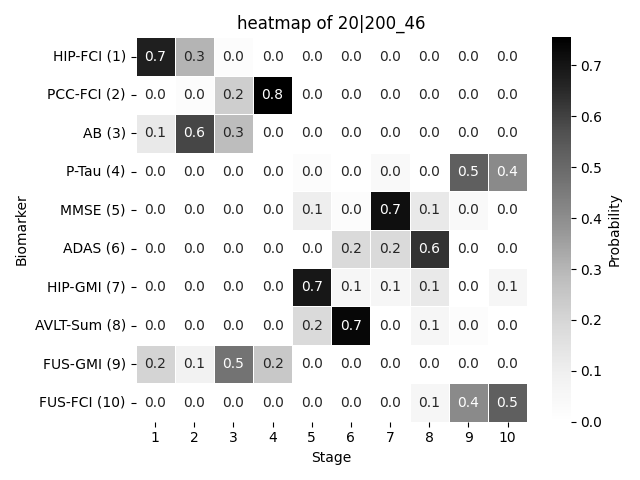 heatmap of 20|200_46
HIP-FCI (1) 0.7 0.3 0.0 0.0 0.0 0.0 0.0 0.0 0.0 0.0
PCC-FCI (2) 0.0 0.0 0.2 0.8 0.0 0.0 0.0 0.0 0.0 0.0
AB (3) 0.1 0.6 0.3 0.0 0.0 0.0 0.0 0.0 0.0 0.0
P-Tau (4) 0.0 0.0 0.0 0.0 0.0 0.0 0.0 0.0 0.5 0.4
MMSE (5) 0.0 0.0 0.0 0.0 0.1 0.0 0.7 0.1 0.0 0.0
ADAS (6) 0.0 0.0 0.0 0.0 0.0 0.2 0.2 0.6 0.0 0.0
HIP-GMI (7) 0.0 0.0 0.0 0.0 0.7 0.1 0.1 0.1 0.0 0.1
AVLT-Sum (8) 0.0 0.0 0.0 0.0 0.2 0.7 0.0 0.1 0.0 0.0
FUS-GMI (9) 0.2 0.1 0.5 0.2 0.0 0.0 0.0 0.0 0.0 0.0
FUS-FCI (10) 0.0 0.0 0.0 0.0 0.0 0.0 0.0 0.1 0.4 0.5
1 2 3 4 5 6 7 8 9 10
Stage
Biomarker
0.7
0.6
0.5
0.4
0.3
0.2
0.1
0.0
Probability